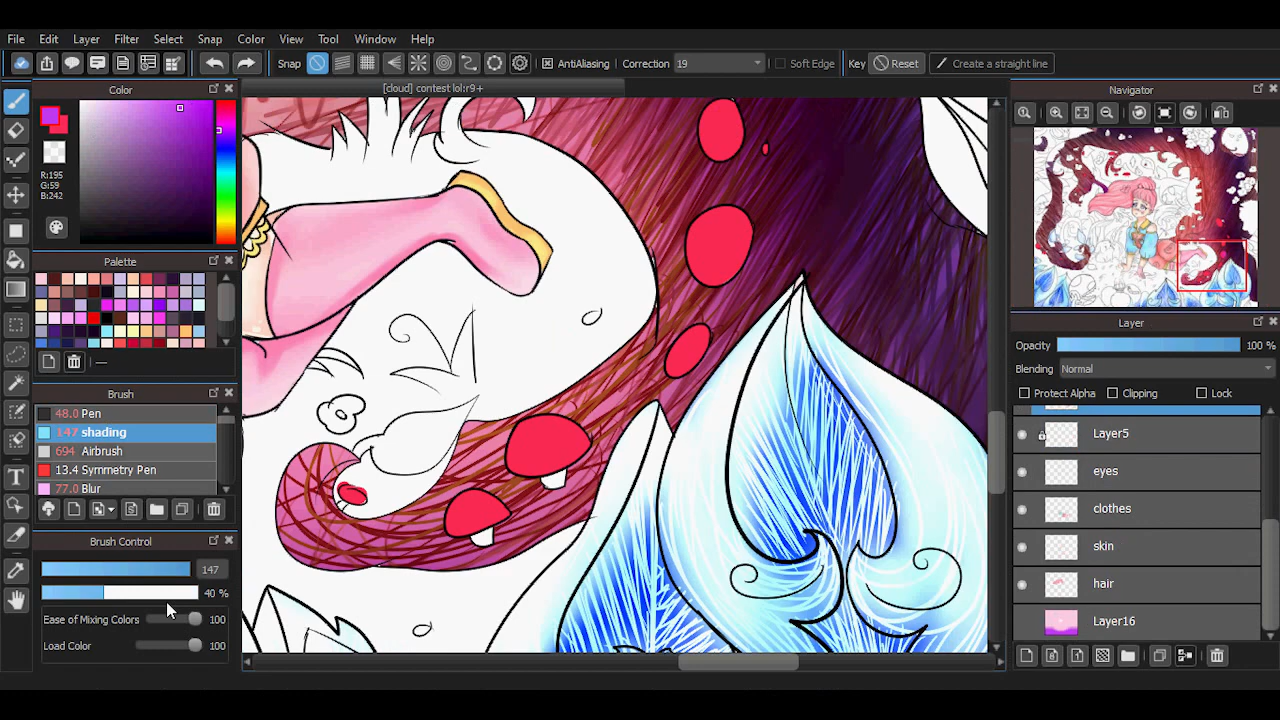 File Edit Layer Filter Select Snap Color View Tool Window Help
Snap AntiAliasing Correction 19 Soft Edge Key Reset Create a straight line
Color
[cloud] contest lol:r9+
Navigator
R:195
G:59
B:242
Palette
Layer
Opacity 100 %
Blending Normal
Protect Alpha Clipping Lock
Brush
48.0 Pen
147 shading
694 Airbrush
13.4 Symmetry Pen
77.0 Blur
Layer5
eyes
clothes
skin
hair
Layer16
Brush Control
147
40 %
Ease of Mixing Colors 100
Load Color 100